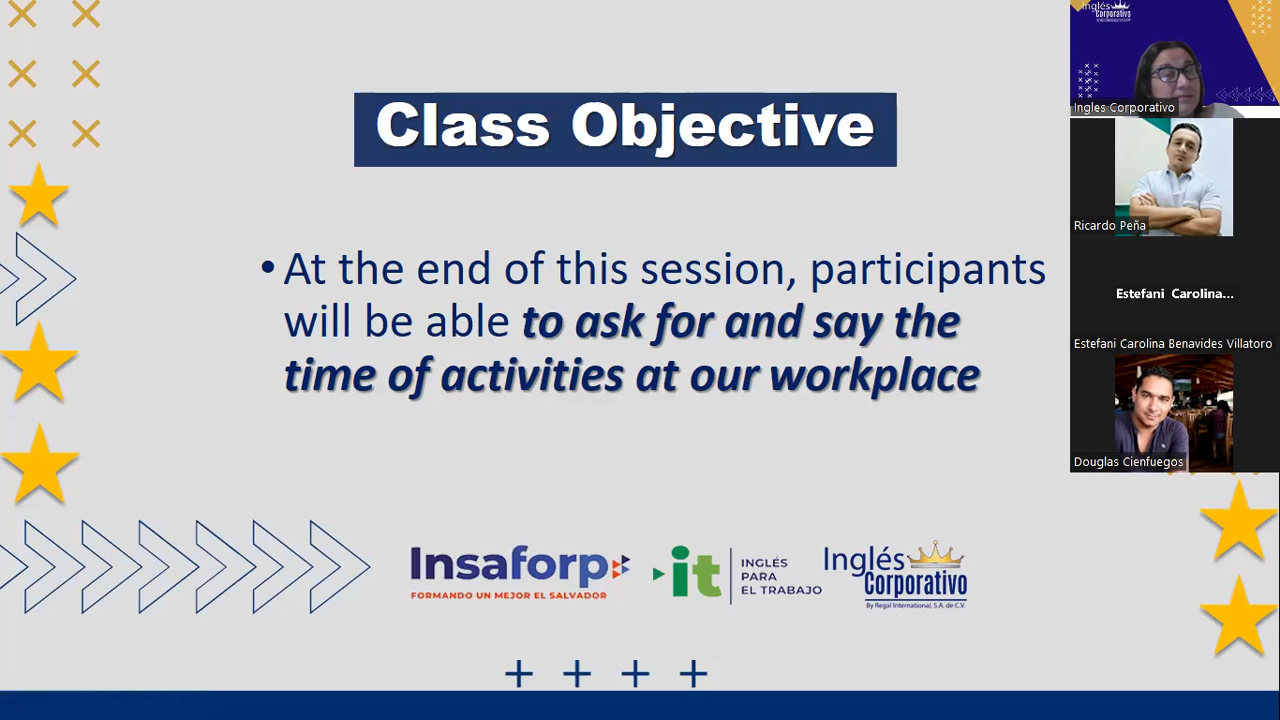 Class Objective
• At the end of this session, participants
will be able to ask for and say the
time of activities at our workplace
Insaforp
FORMANDO UN MEJOR EL SALVADOR
it
INGLÉS
PARA
EL TRABAJO
Inglés
Corporativo
By Regal International, S.A. de C.V.
Inglés
Corporativo
Ingles Corporativo
Ricardo Peña
Estefani Carolina...
Estefani Carolina Benavides Villatoro
Douglas Cienfuegos